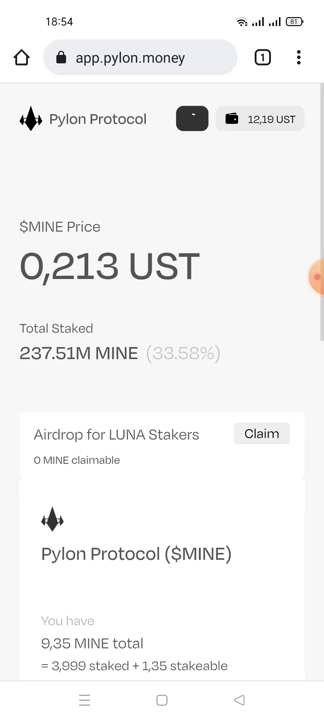 18:54
81
app.pylon.money
1
Pylon Protocol
12,19 UST
$MINE Price
0,213 UST
Total Staked
237.51M MINE (33.58%)
Airdrop for LUNA Stakers
Claim
0 MINE claimable
Pylon Protocol ($MINE)
You have
9,35 MINE total
= 3,999 staked + 1,35 stakeable